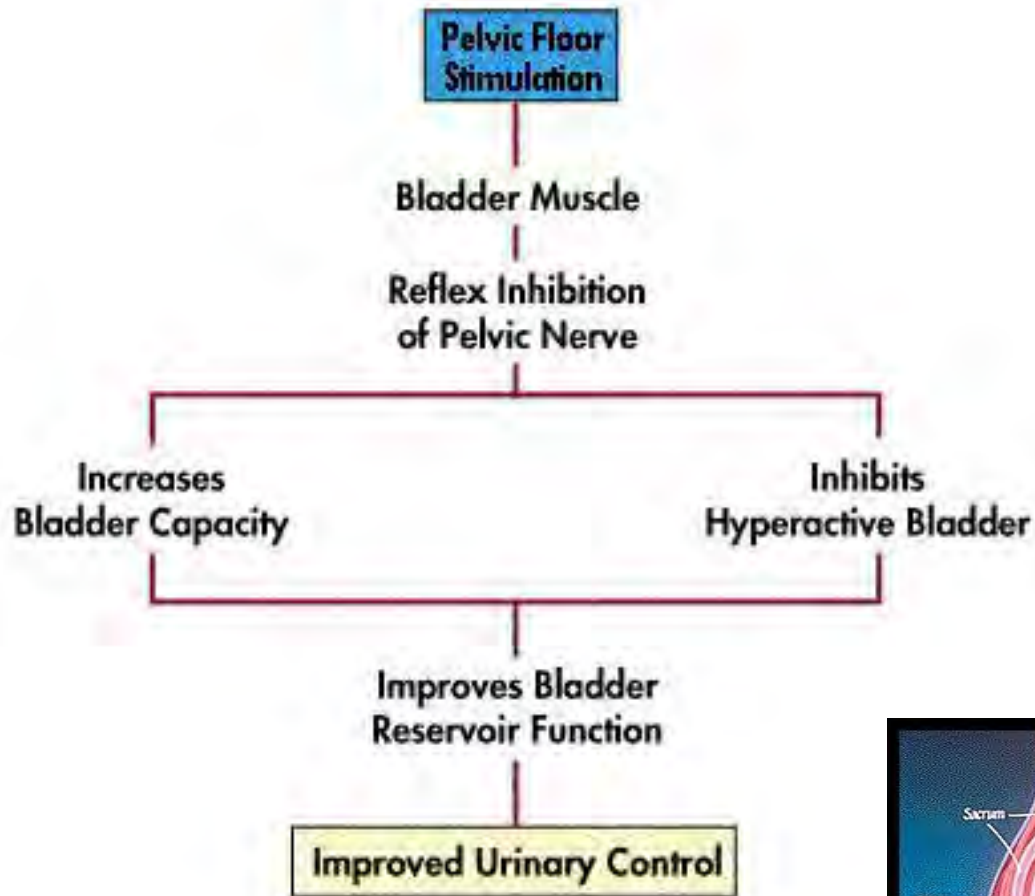 Pelvic Floor
Stimulation
Bladder Muscle
Reflex Inhibition
of Pelvic Nerve
Increases
Bladder Capacity
Inhibits
Hyperactive Bladder
Improves Bladder
Reservoir Function
Sacrum
Improved Urinary Control